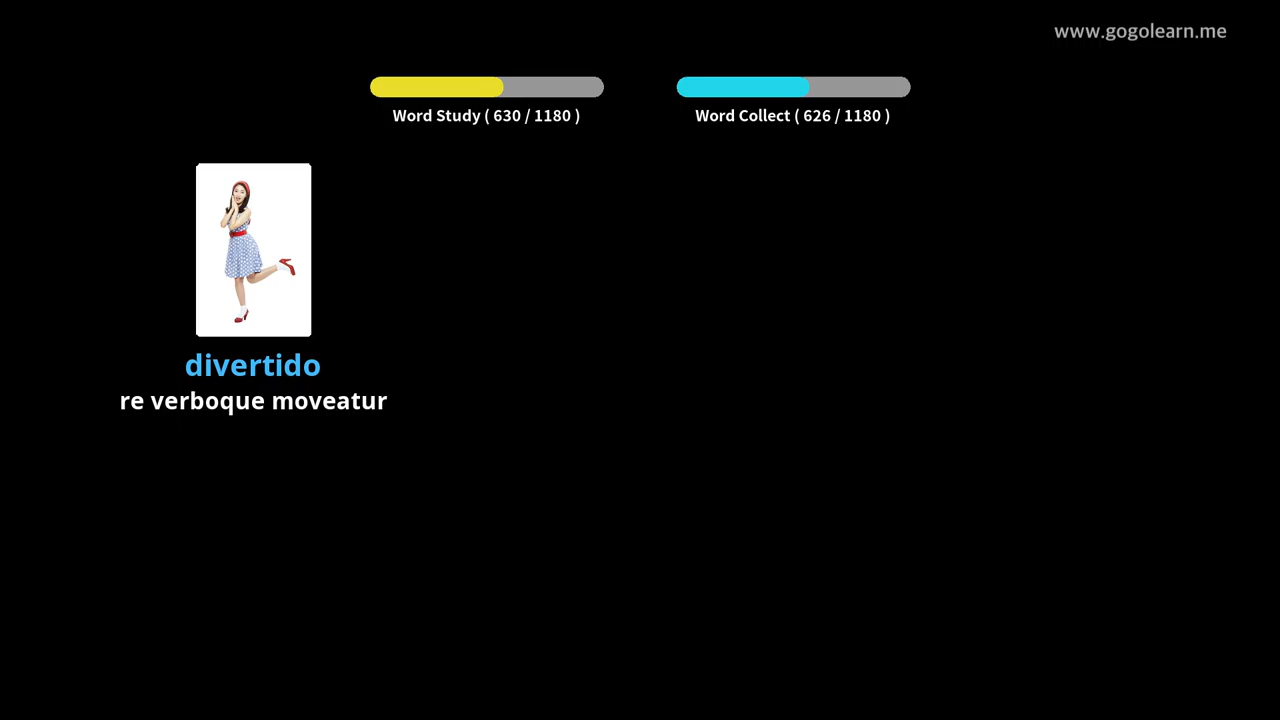 www.gogolearn.me
Word Study ( 630 / 1180 )
Word Collect ( 626 / 1180 )
divertido
re verboque moveatur